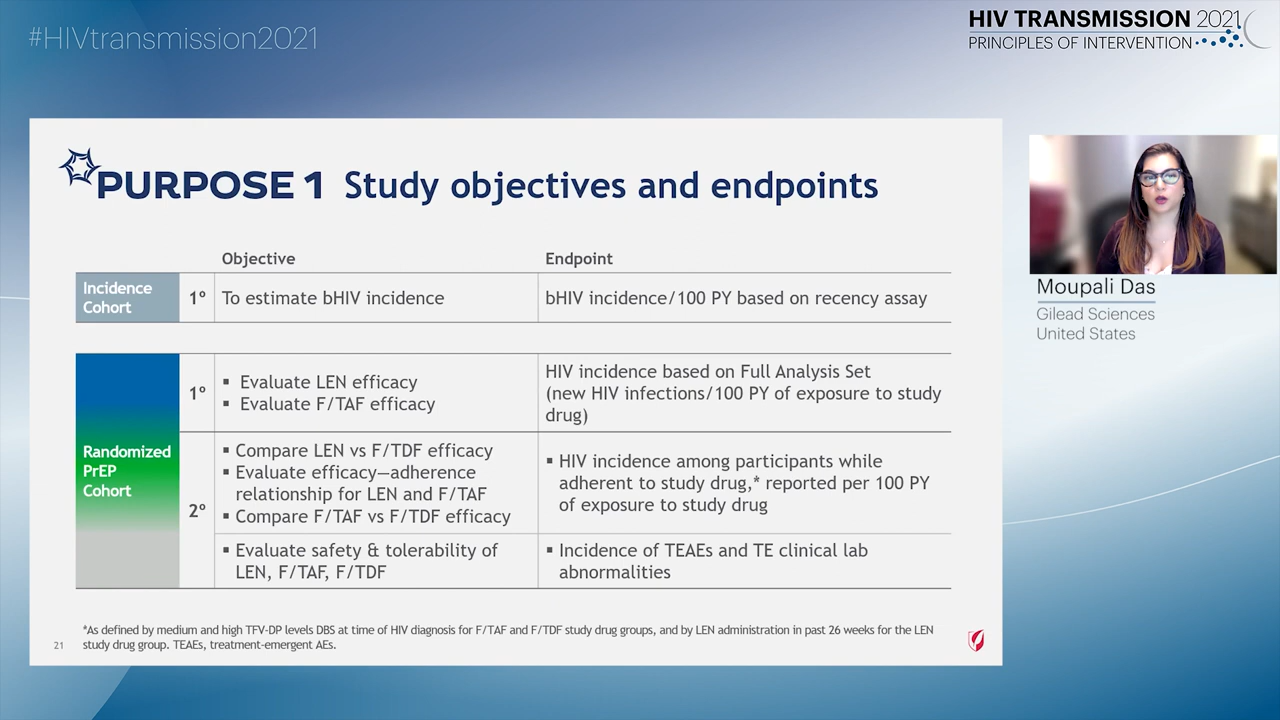 #HIVtransmission2021
HIV TRANSMISSION 2021
PRINCIPLES OF INTERVENTION
PURPOSE 1 Study objectives and endpoints
Objective
Endpoint
Incidence
Cohort
1º
To estimate bHIV incidence
bHIV incidence/100 PY based on recency assay
Randomized
PrEP
Cohort
1º
▪ Evaluate LEN efficacy
▪ Evaluate F/TAF efficacy
HIV incidence based on Full Analysis Set
(new HIV infections/100 PY of exposure to study
drug)
2º
▪ Compare LEN vs F/TDF efficacy
▪ Evaluate efficacy—adherence
relationship for LEN and F/TAF
▪ Compare F/TAF vs F/TDF efficacy
▪ HIV incidence among participants while
adherent to study drug,* reported per 100 PY
of exposure to study drug
▪ Evaluate safety & tolerability of
LEN, F/TAF, F/TDF
▪ Incidence of TEAEs and TE clinical lab
abnormalities
*As defined by medium and high TFV-DP levels DBS at time of HIV diagnosis for F/TAF and F/TDF study drug groups, and by LEN administration in past 26 weeks for the LEN
study drug group. TEAEs, treatment-emergent AEs.
21
Moupali Das
Gilead Sciences
United States